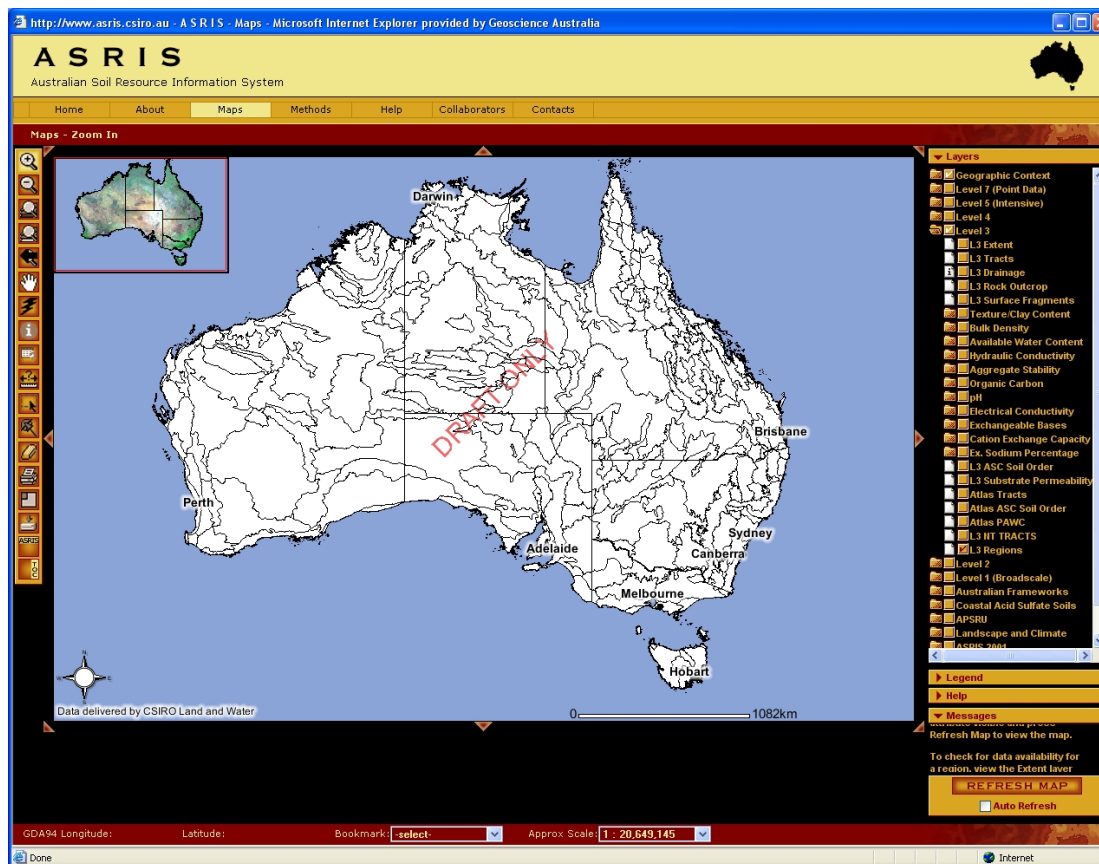 http://www.asris.csiro.au - A S R I S - Maps - Microsoft Internet Explorer provided by Geoscience Australia
A S R I S
Australian Soil Resource Information System
Home About Maps Methods Help Collaborators Contacts
Maps - Zoom In
Layers
Geographic Context
Level 7 (Point Data)
Level 5 (Intensive)
Level 4
Level 3
L3 Extent
L3 Tracts
L3 Drainage
L3 Rock Outcrop
L3 Surface Fragments
Texture/Clay Content
Bulk Density
Available Water Content
Hydraulic Conductivity
Aggregate Stability
Organic Carbon
pH
Electrical Conductivity
Exchangeable Bases
Cation Exchange Capacity
Ex. Sodium Percentage
L3 ASC Soil Order
L3 Substrate Permeability
Atlas Tracts
Atlas ASC Soil Order
Atlas PAWC
L3 NT TRACTS
L3 Regions
Level 2
Level 1 (Broadscale)
Australian Frameworks
Coastal Acid Sulfate Soils
APSRU
Landscape and Climate
ASRIS 2001
Legend
Help
Messages
attribute visible and press
Refresh Map to view the map.
To check for data availability for
a region, view the Extent layer
REFRESH MAP
Auto Refresh
Darwin
DRAFT ONLY
Brisbane
Perth
Sydney
Adelaide
Canberra
Melbourne
Hobart
ASRIS
TOC
N
Data delivered by CSIRO Land and Water
0 1082km
GDA94 Longitude: Latitude: Bookmark: -select- Approx Scale: 1 : 20,649,145
Done Internet